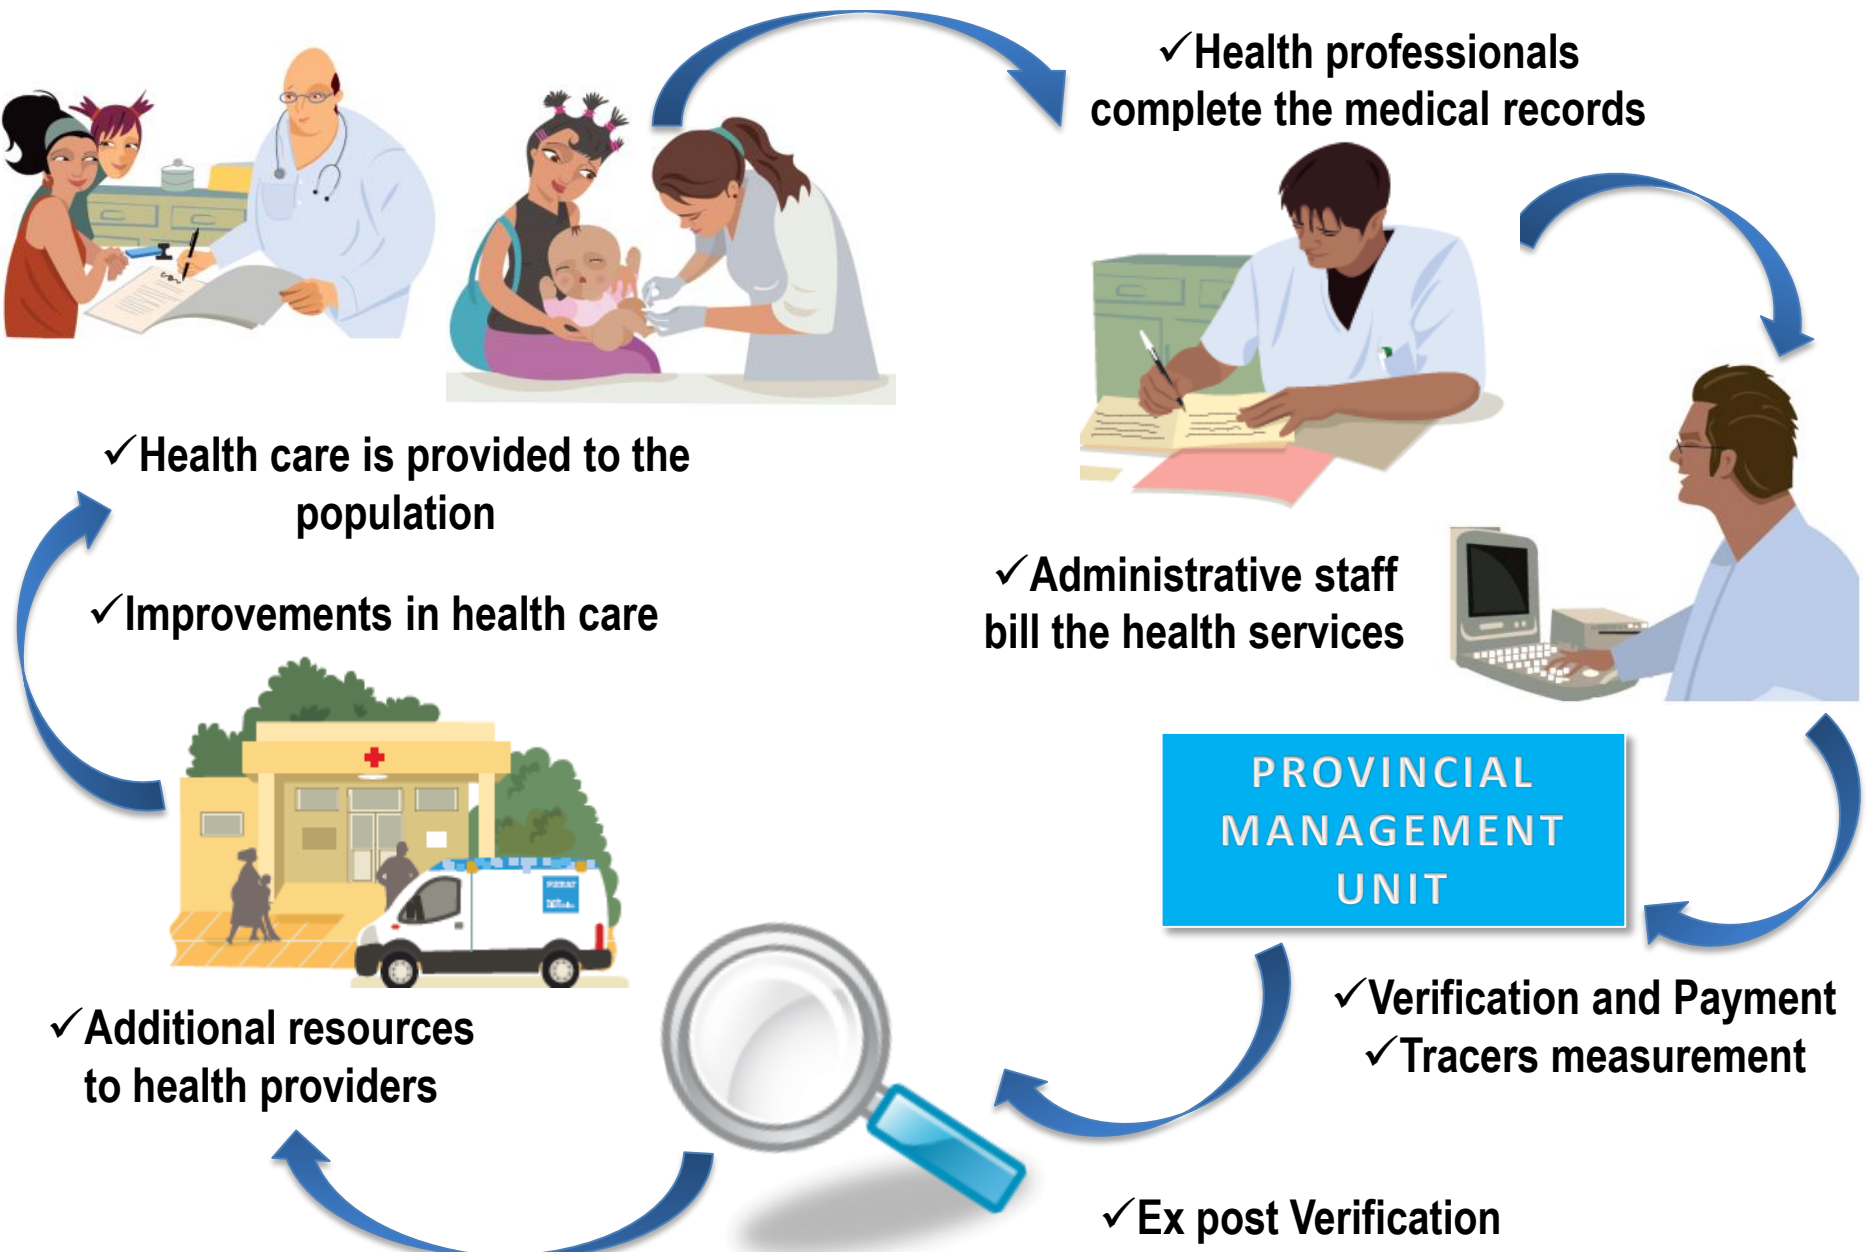 ✓Health professionals
complete the medical records
✓Health care is provided to the
population
✓Improvements in health care
✓Administrative staff
bill the health services
PROVINCIAL
MANAGEMENT
UNIT
✓Verification and Payment
✓Tracers measurement
✓Additional resources
to health providers
✓Ex post Verification